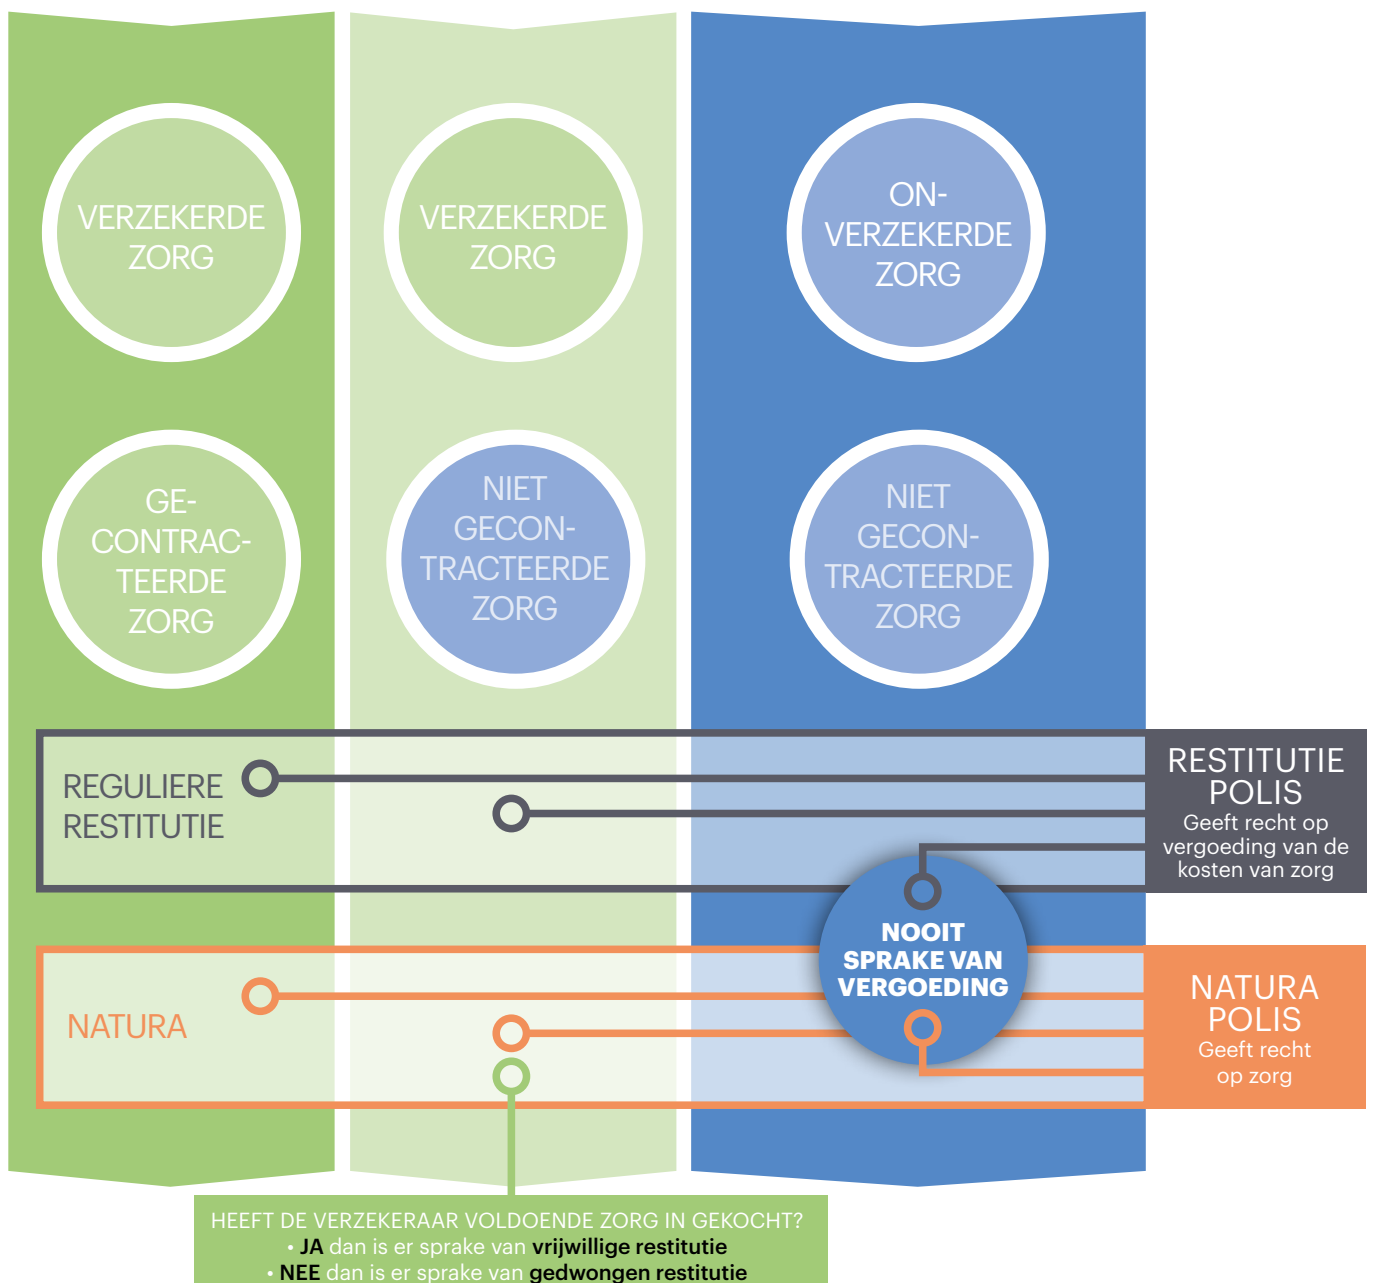 VERZEKERDE
ZORG
VERZEKERDE
ZORG
ON-
VERZEKERDE
ZORG
GE-
CONTRAC-
TEERDE
ZORG
NIET
GECON-
TRACTEERDE
ZORG
NIET
GECON-
TRACTEERDE
ZORG
REGULIERE
RESTITUTIE
RESTITUTIE
POLIS
Geeft recht op
vergoeding van de
kosten van zorg
NOOIT
SPRAKE VAN
VERGOEDING
NATURA
NATURA
POLIS
Geeft recht
op zorg
HEEFT DE VERZEKERAAR VOLDOENDE ZORG IN GEKOCHT?
• JA dan is er sprake van vrijwillige restitutie
• NEE dan is er sprake van gedwongen restitutie